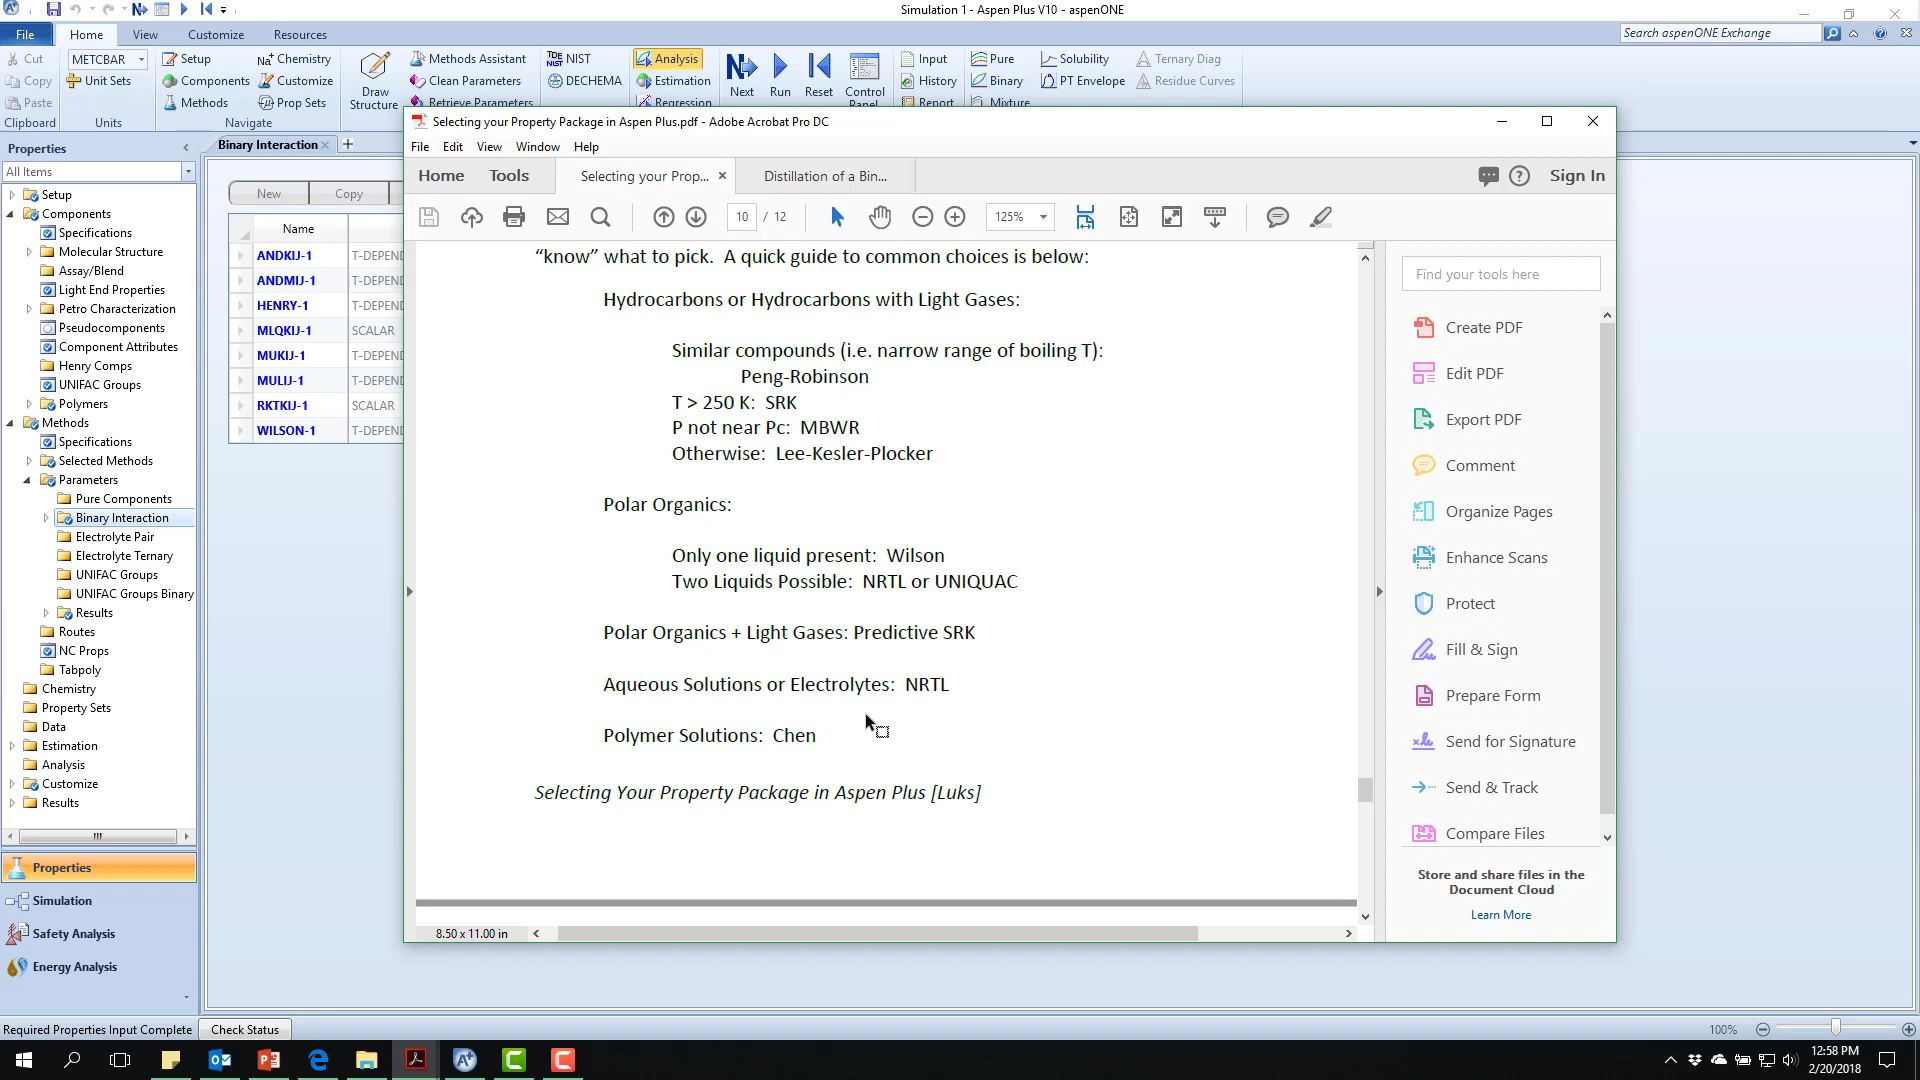 Simulation 1 - Aspen Plus V10 - aspenONE
File
Home
View
Customize
Resources
Search aspenONE Exchange
Cut
Copy
Paste
Clipboard
METCBAR
Unit Sets
Units
Setup
Components
Methods
Chemistry
Customize
Prop Sets
Navigate
Draw
Structure
Methods Assistant
Clean Parameters
Retrieve Parameters
NIST
DECHEMA
Analysis
Estimation
Regression
Next
Run
Reset
Control
Panel
Input
History
Report
Pure
Binary
Mixture
Solubility
PT Envelope
Ternary Diag
Residue Curves
Properties
All Items
Setup
Components
Specifications
Molecular Structure
Assay/Blend
Light End Properties
Petro Characterization
Pseudocomponents
Component Attributes
Henry Comps
UNIFAC Groups
Polymers
Methods
Specifications
Selected Methods
Parameters
Pure Components
Binary Interaction
Electrolyte Pair
Electrolyte Ternary
UNIFAC Groups
UNIFAC Groups Binary
Results
Routes
NC Props
Tabpoly
Chemistry
Property Sets
Data
Estimation
Analysis
Customize
Results
Properties
Simulation
Safety Analysis
Energy Analysis
Binary Interaction
New
Copy
Name
ANDKIJ-1 T-DEPEND
ANDMIJ-1 T-DEPEND
HENRY-1 T-DEPEND
MLQKIJ-1 SCALAR
MUKIJ-1 T-DEPEND
MULIJ-1 T-DEPEND
RKTKIJ-1 SCALAR
WILSON-1 T-DEPEND
Selecting your Property Package in Aspen Plus.pdf - Adobe Acrobat Pro DC
File Edit View Window Help
Home
Tools
Selecting your Prop...
Distillation of a Bin...
Sign In
10 / 12
125%
“know” what to pick. A quick guide to common choices is below:
Hydrocarbons or Hydrocarbons with Light Gases:
Similar compounds (i.e. narrow range of boiling T):
Peng-Robinson
T > 250 K: SRK
P not near Pc: MBWR
Otherwise: Lee-Kesler-Plocker
Polar Organics:
Only one liquid present: Wilson
Two Liquids Possible: NRTL or UNIQUAC
Polar Organics + Light Gases: Predictive SRK
Aqueous Solutions or Electrolytes: NRTL
Polymer Solutions: Chen
Selecting Your Property Package in Aspen Plus [Luks]
8.50 x 11.00 in
Find your tools here
Create PDF
Edit PDF
Export PDF
Comment
Organize Pages
Enhance Scans
Protect
Fill & Sign
Prepare Form
Send for Signature
Send & Track
Compare Files
Store and share files in the
Document Cloud
Learn More
Required Properties Input Complete
Check Status
100%
12:58 PM
2/20/2018